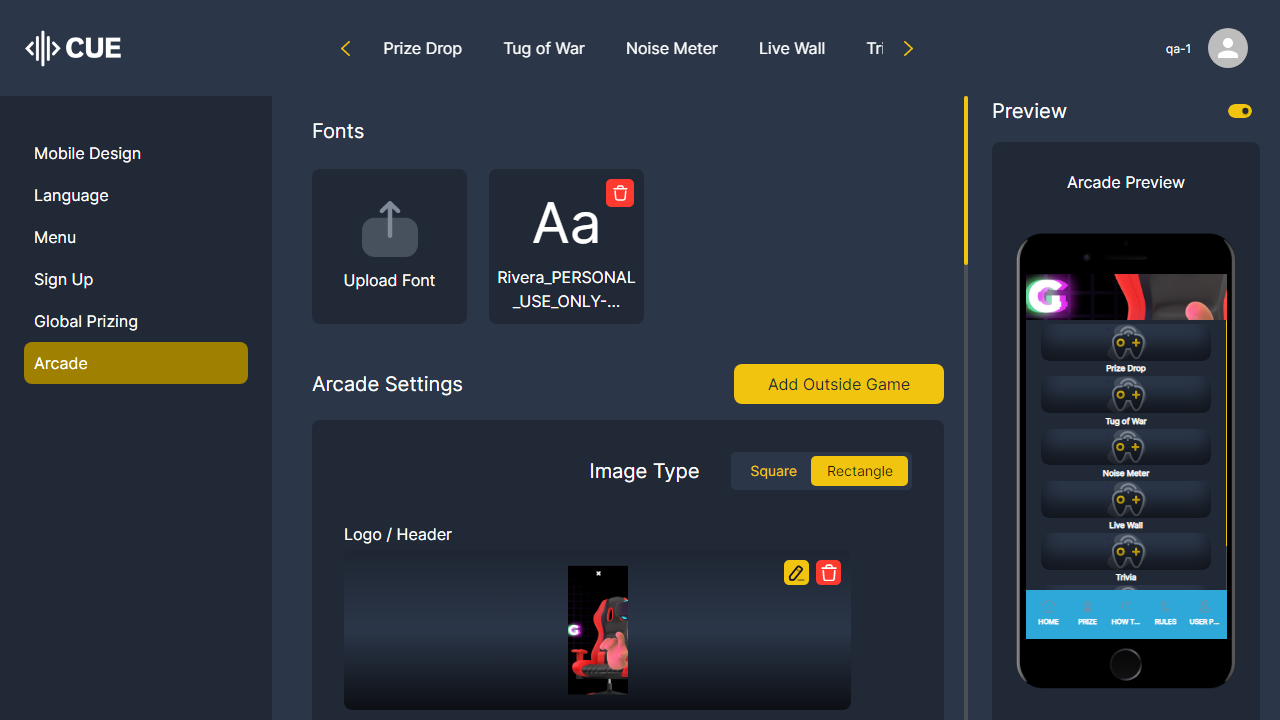 CUE
Prize Drop
Tug of War
Noise Meter
Live Wall
Tri
qa-1
Mobile Design
Language
Menu
Sign Up
Global Prizing
Arcade
Fonts
Upload Font
Aa
Rivera_PERSONAL
_USE_ONLY-...
Arcade Settings
Add Outside Game
Image Type
Square
Rectangle
Logo / Header
G
Preview
Arcade Preview
G
Prize Drop
Tug of War
Noise Meter
Live Wall
Trivia
HOME
PRIZE
HOW T...
RULES
USER P...